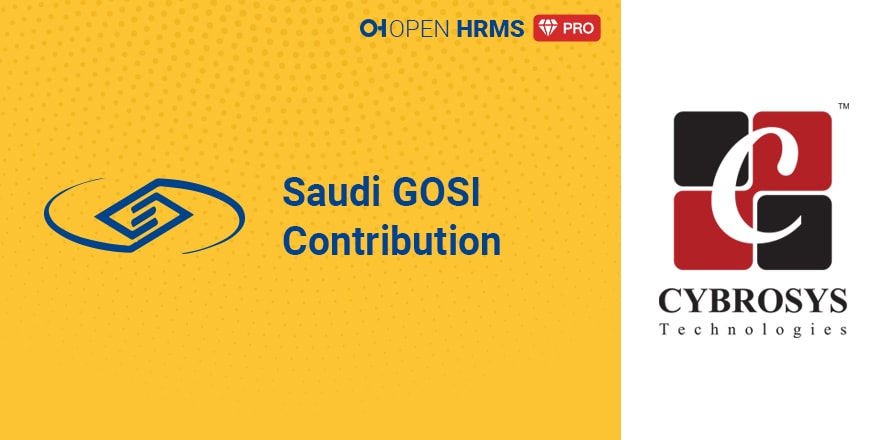 OPEN HRMS PRO
Saudi GOSI
Contribution
C
TM
CYBROSYS
Technologies